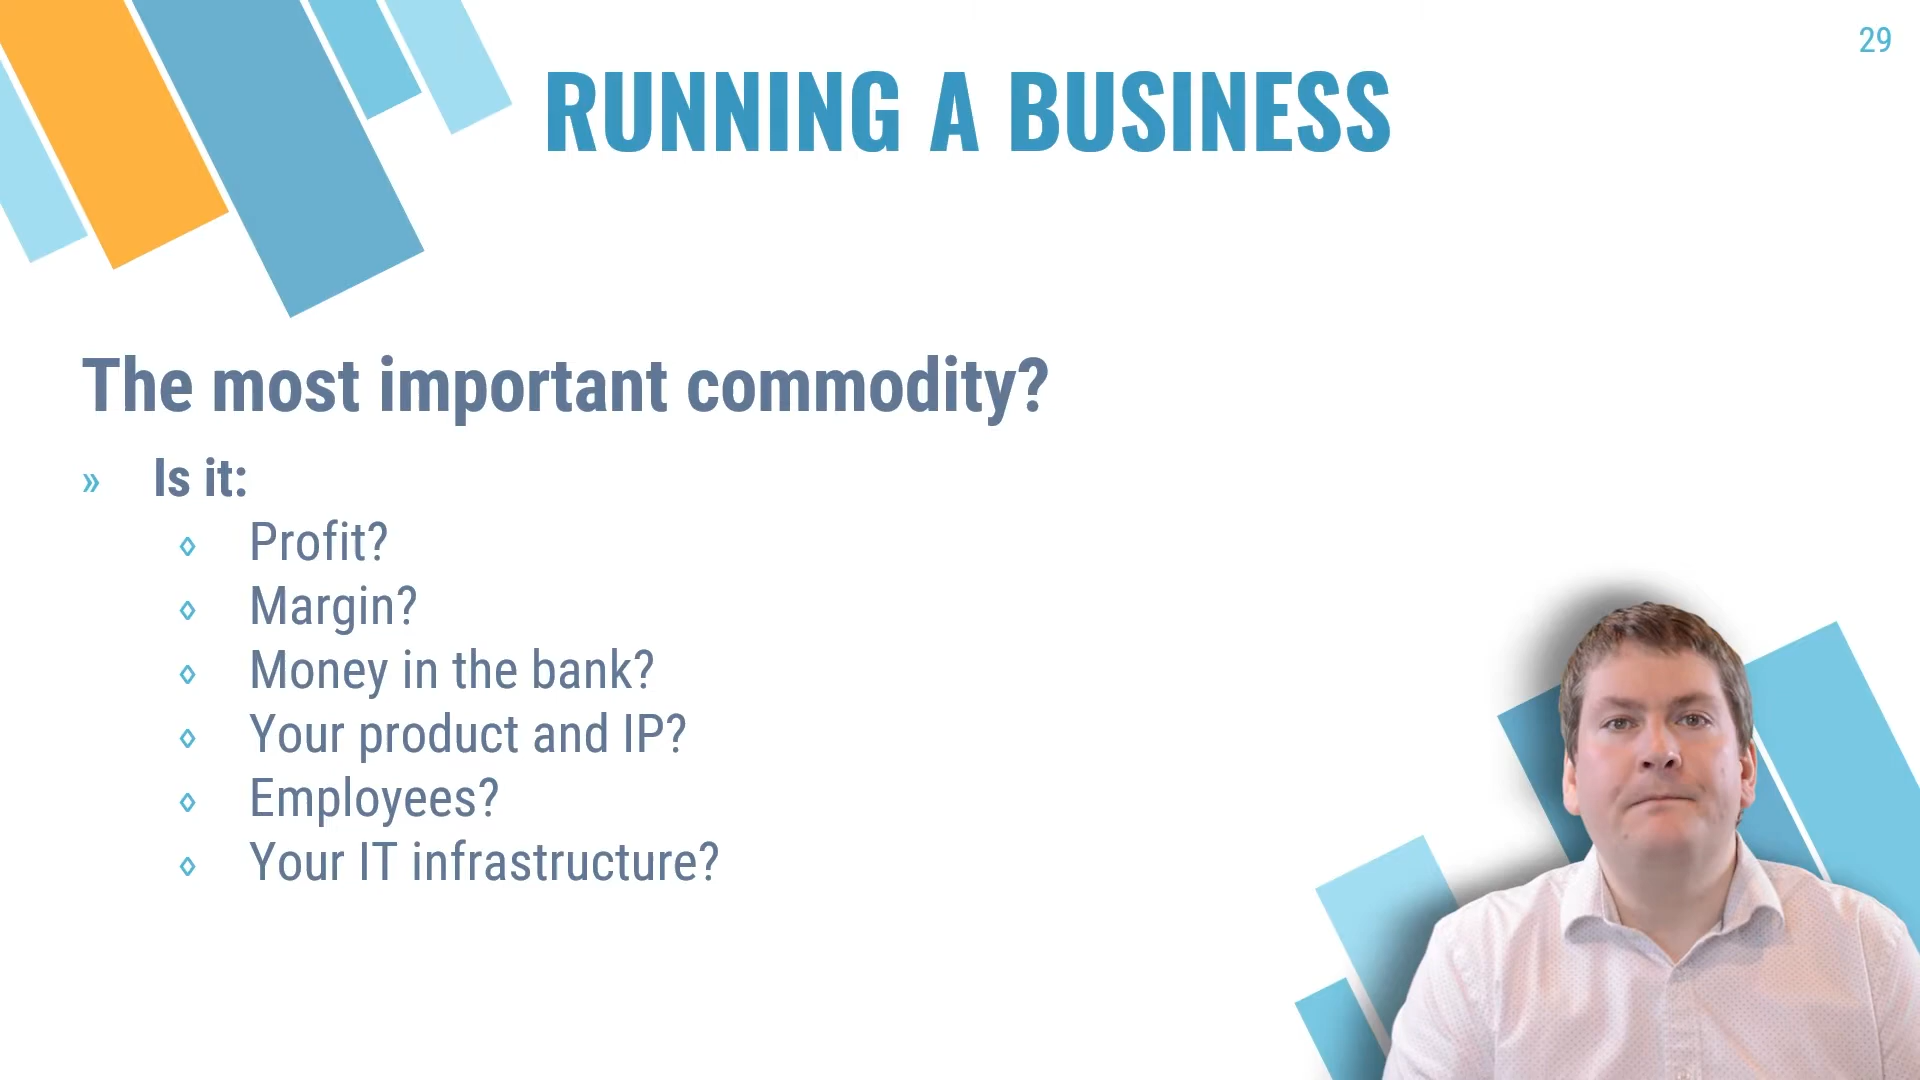 29
RUNNING A BUSINESS
The most important commodity?
» Is it:
◊ Profit?
◊ Margin?
◊ Money in the bank?
◊ Your product and IP?
◊ Employees?
◊ Your IT infrastructure?